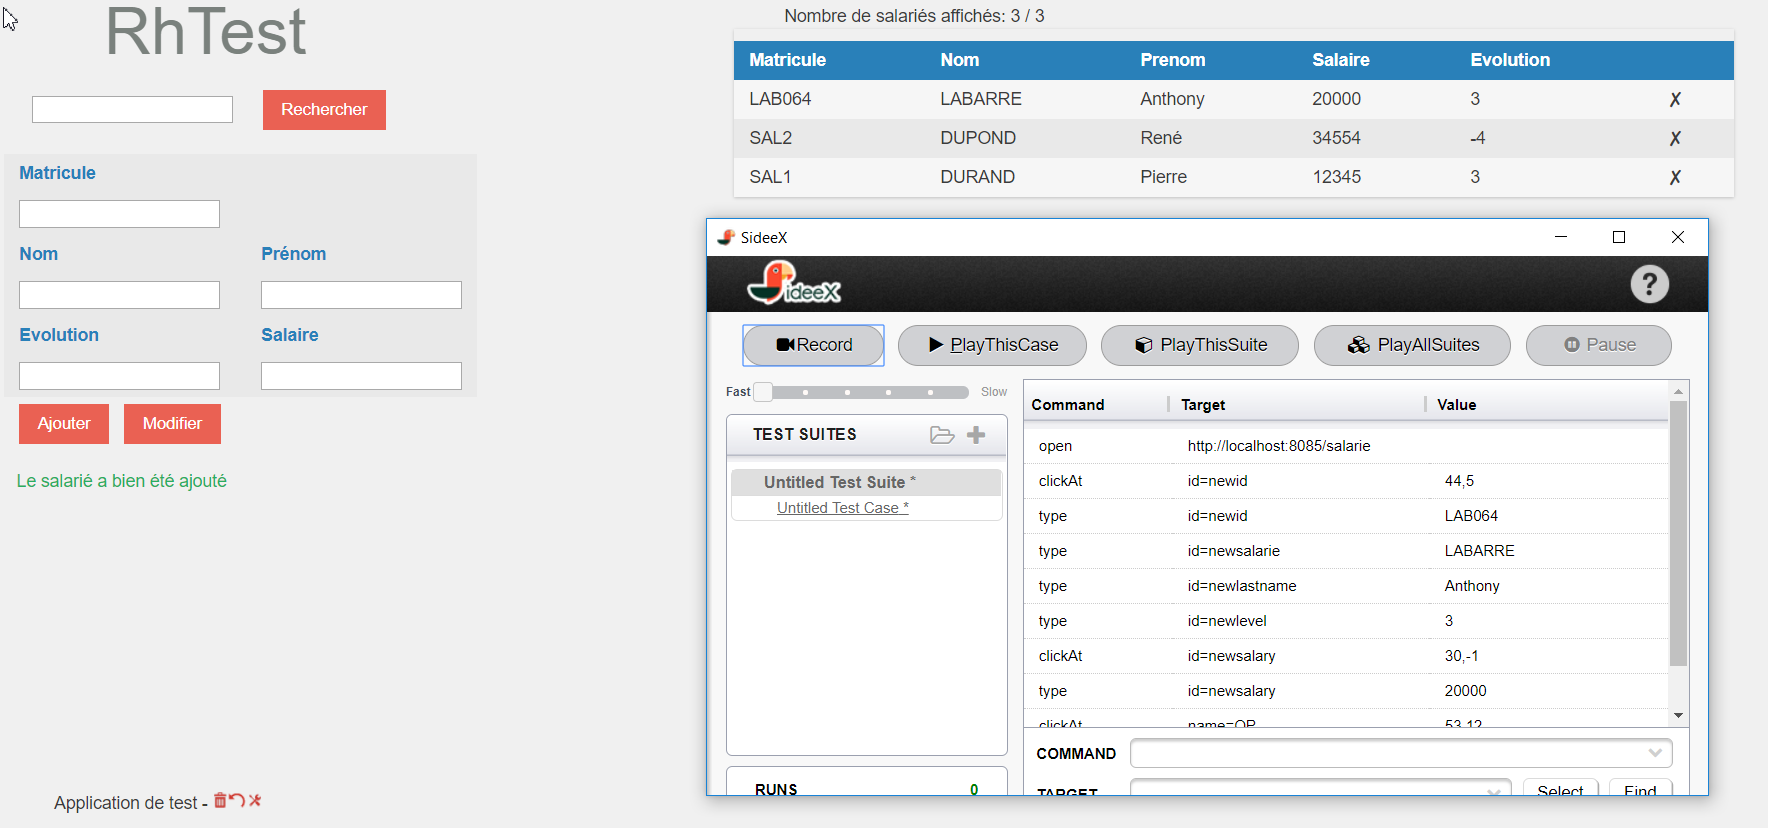 RhTest
Rechercher
Matricule
Nom Prénom
Evolution Salaire
Ajouter Modifier
Le salarié a bien été ajouté
Application de test -
Nombre de salariés affichés: 3 / 3
Matricule Nom Prenom Salaire Evolution
LAB064 LABARRE Anthony 20000 3 ✗
SAL2 DUPOND René 34554 -4 ✗
SAL1 DURAND Pierre 12345 3 ✗
SideeX
SideeX ?
Record PlayThisCase PlayThisSuite PlayAllSuites Pause
Fast Slow
TEST SUITES
Untitled Test Suite *
Untitled Test Case *
RUNS 0
Command Target Value
open http://localhost:8085/salarie
clickAt id=newid 44,5
type id=newid LAB064
type id=newsalarie LABARRE
type id=newlastname Anthony
type id=newlevel 3
clickAt id=newsalary 30,-1
type id=newsalary 20000
clickAt name=OP 53,12
COMMAND
TARGET Select Find